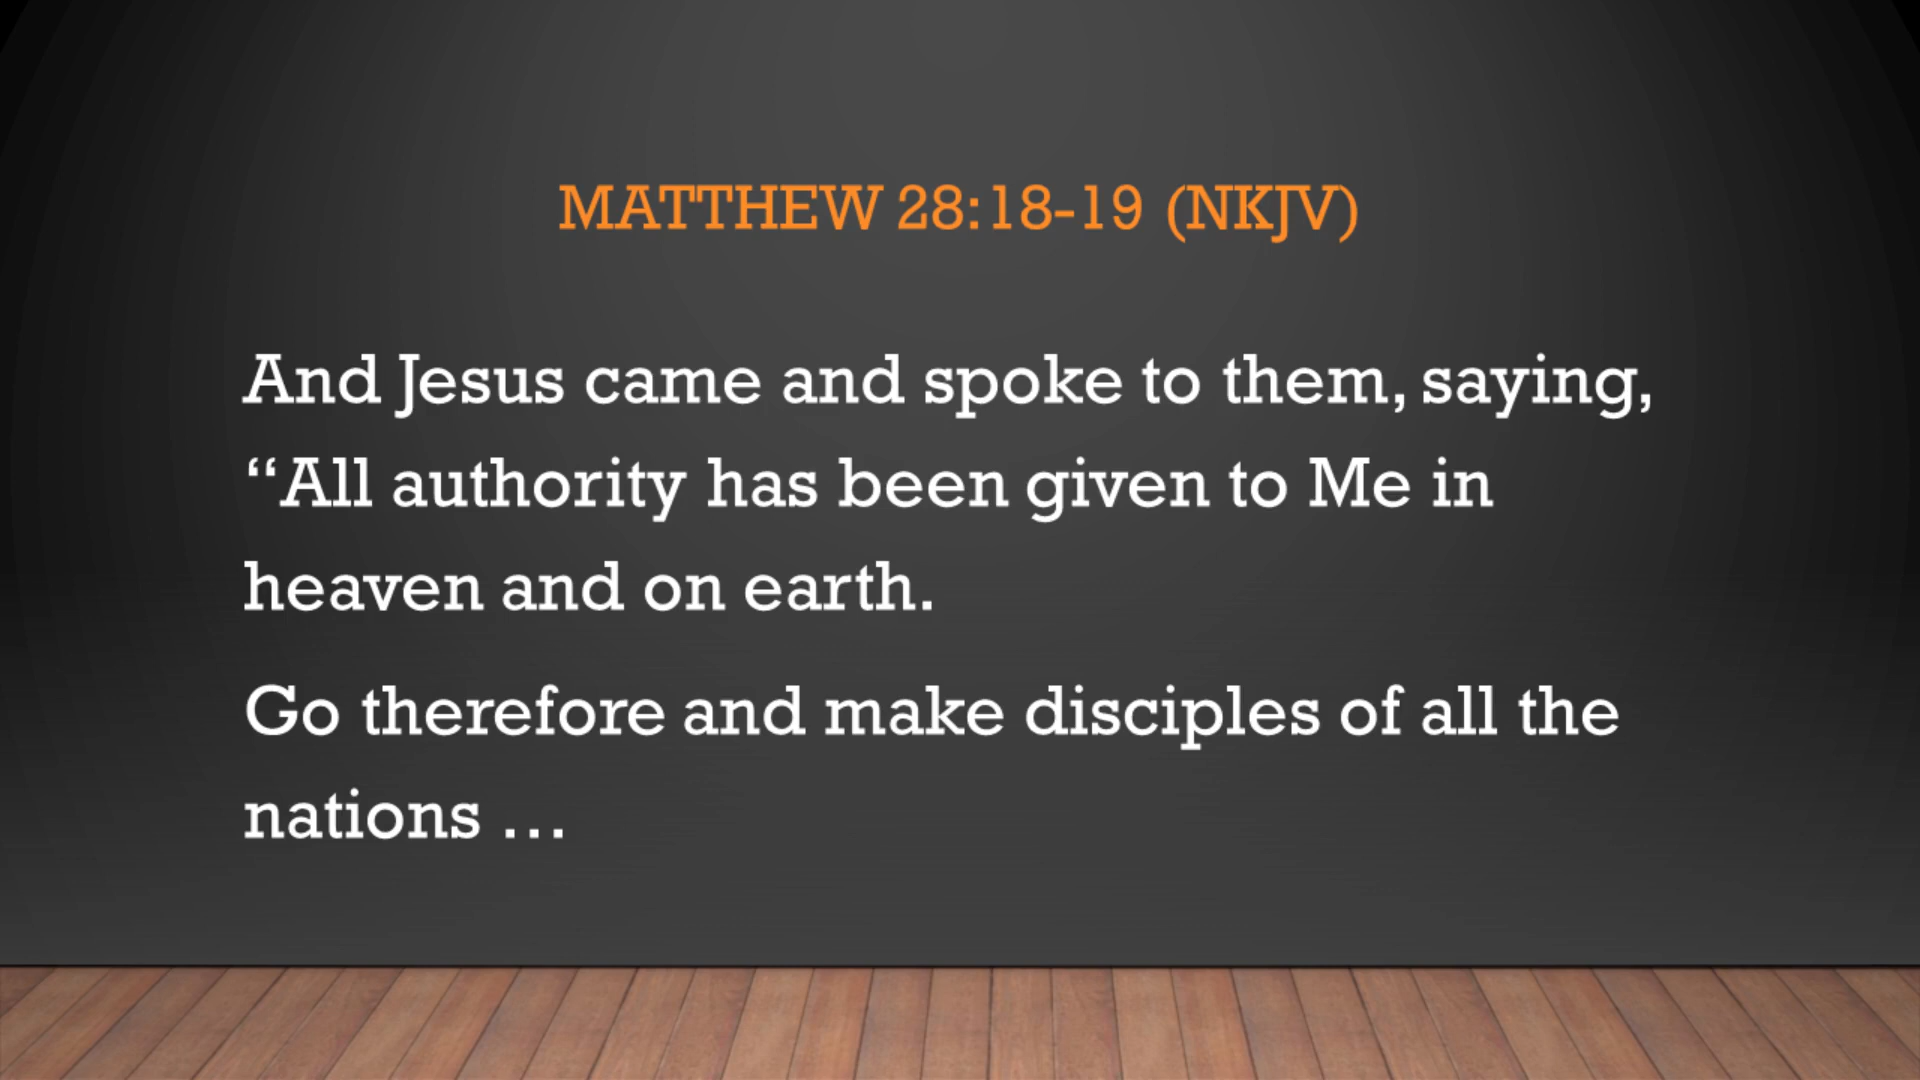 MATTHEW 28:18-19 (NKJV)
And Jesus came and spoke to them, saying,
“All authority has been given to Me in
heaven and on earth.
Go therefore and make disciples of all the
nations …